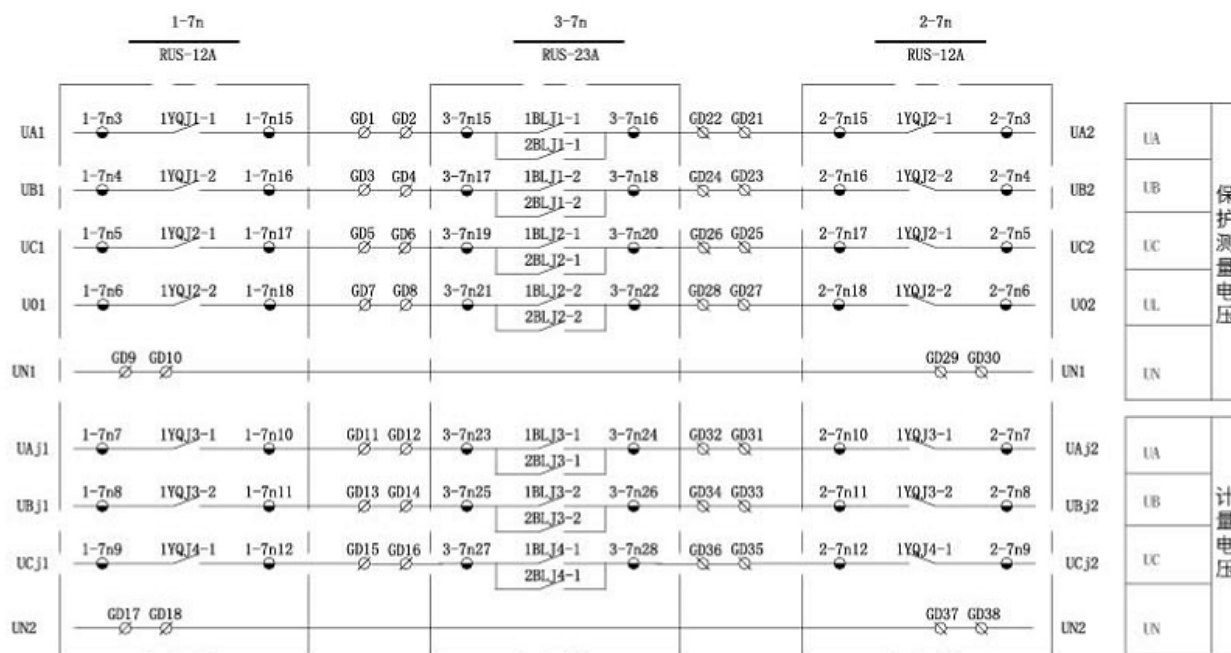 1-7n 3-7n 2-7n
RUS-12A RUS-23A RUS-12A
1-7n3 1YQJ1-1 1-7n15 GD1 GD2 3-7n15 1BLJ1-1 3-7n16 GD22 GD21 2-7n15 1YQJ2-1 2-7n3
UA1 2BLJ1-1 UA2 UA
1-7n4 1YQJ1-2 1-7n16 GD3 GD4 3-7n17 1BLJ1-2 3-7n18 GD24 GD23 2-7n16 1YQJ2-2 2-7n4
UB1 2BLJ1-2 UB2 UB
1-7n5 1YQJ2-1 1-7n17 GD5 GD6 3-7n19 1BLJ2-1 3-7n20 GD26 GD25 2-7n17 1YQJ2-1 2-7n5
UC1 2BLJ2-1 UC2 UC
1-7n6 1YQJ2-2 1-7n18 GD7 GD8 3-7n21 1BLJ2-2 3-7n22 GD28 GD27 2-7n18 1YQJ2-2 2-7n6
U01 2BLJ2-2 U02 UL
GD9 GD10 GD29 GD30
UN1 UN1 UN
保护测量电压
1-7n7 1YQJ3-1 1-7n10 GD11 GD12 3-7n23 1BLJ3-1 3-7n24 GD32 GD31 2-7n10 1YQJ3-1 2-7n7
UAj1 2BLJ3-1 UAj2 UA
1-7n8 1YQJ3-2 1-7n11 GD13 GD14 3-7n25 1BLJ3-2 3-7n26 GD34 GD33 2-7n11 1YQJ3-2 2-7n8
UBj1 2BLJ3-2 UBj2 UB
1-7n9 1YQJ4-1 1-7n12 GD15 GD16 3-7n27 1BLJ4-1 3-7n28 GD36 GD35 2-7n12 1YQJ4-1 2-7n9
UCj1 2BLJ4-1 UCj2 UC
GD17 GD18 GD37 GD38
UN2 UN2 UN
计量电压